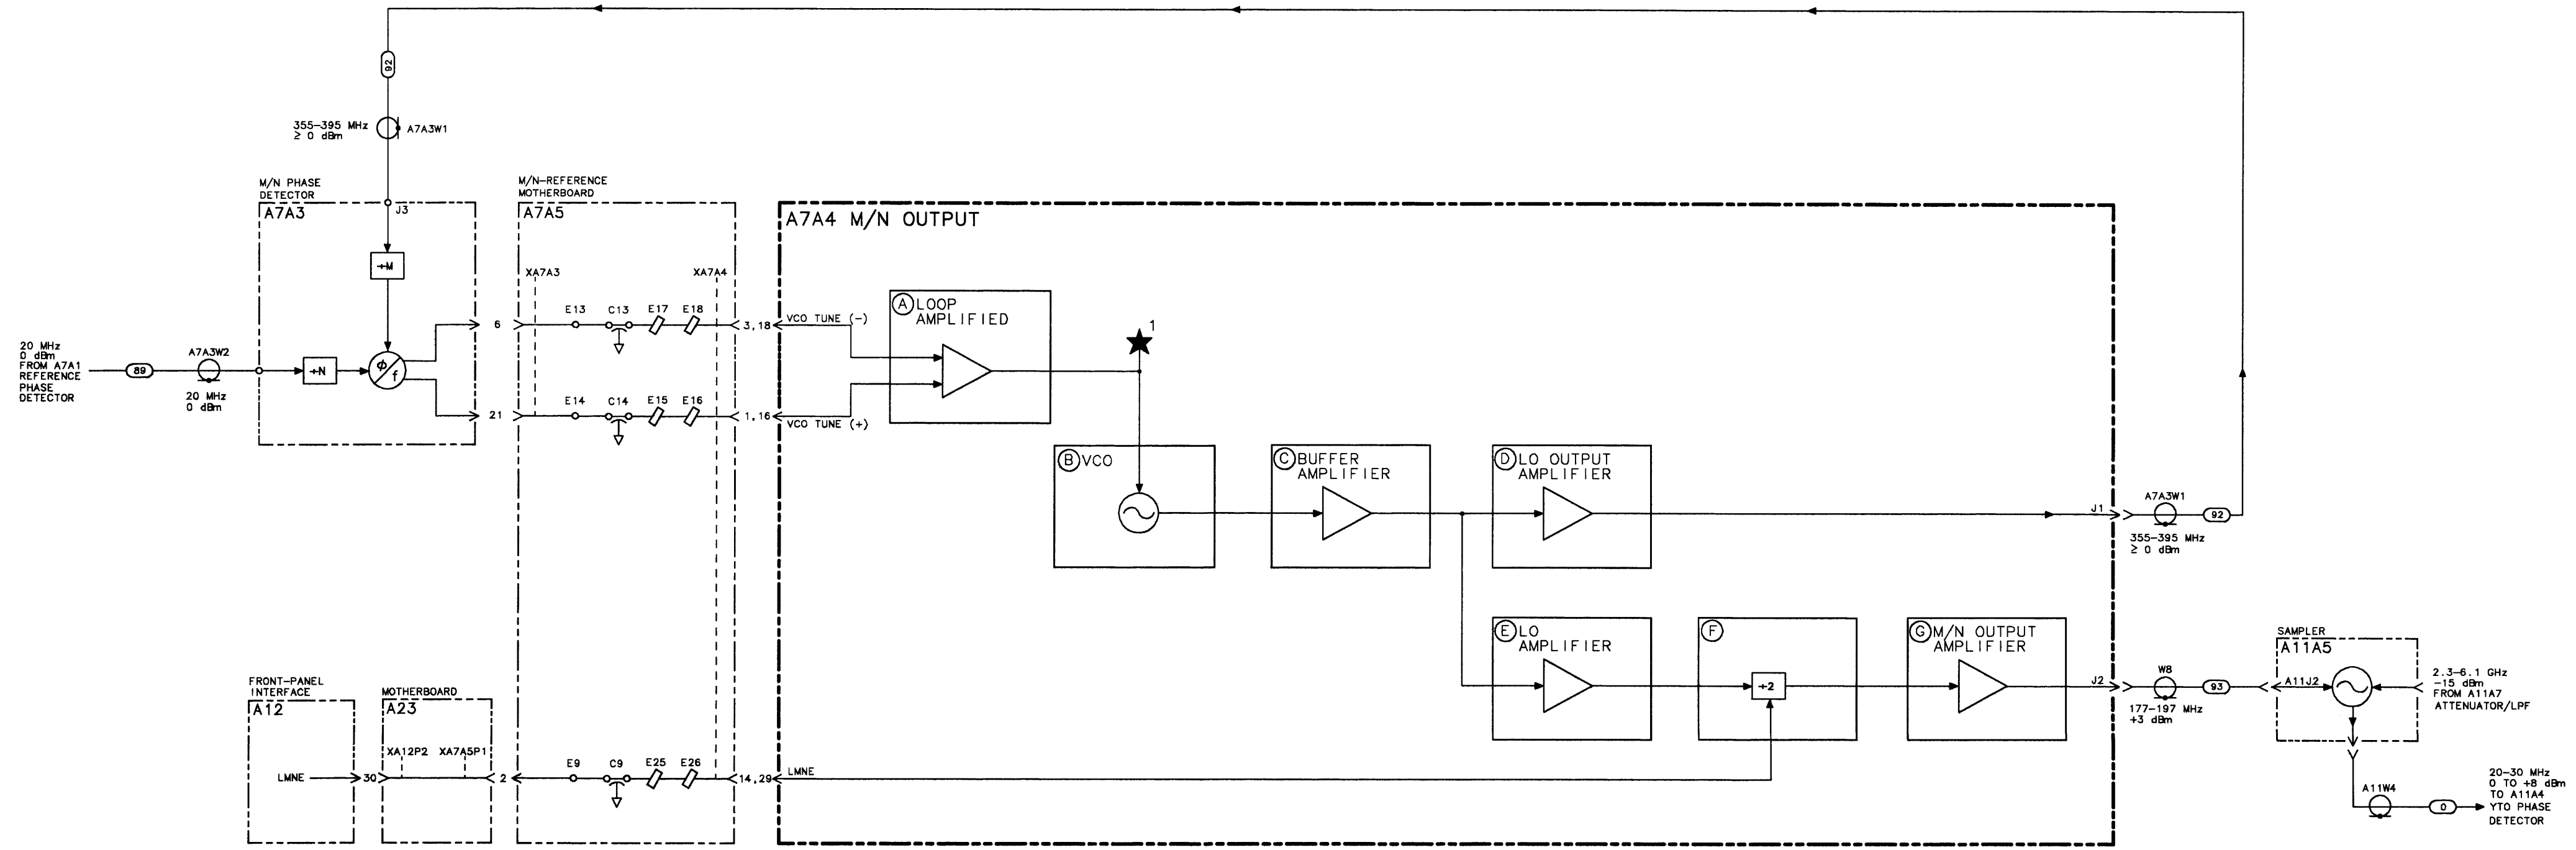 92
355-395 MHz
≥ 0 dBm
A7A3W1
M/N PHASE
DETECTOR
A7A3
J3
÷M
÷N
ϕ/f
20 MHz
0 dBm
FROM A7A1
REFERENCE
PHASE
DETECTOR
89
A7A3W2
20 MHz
0 dBm
6
21
M/N-REFERENCE
MOTHERBOARD
A7A5
XA7A3
XA7A4
E13
C13
E17
E18
E14
C14
E15
E16
3,18
1,16
A7A4 M/N OUTPUT
VCO TUNE (-)
VCO TUNE (+)
A LOOP
AMPLIFIED
1
B VCO
C BUFFER
AMPLIFIER
D LO OUTPUT
AMPLIFIER
J1
A7A3W1
92
355-395 MHz
≥ 0 dBm
E LO
AMPLIFIER
F
÷2
G M/N OUTPUT
AMPLIFIER
J2
W8
93
177-197 MHz
+3 dBm
SAMPLER
A11A5
A11J2
2.3-6.1 GHz
-15 dBm
FROM A11A7
ATTENUATOR/LPF
A11W4
0
20-30 MHz
0 TO +8 dBm
TO A11A4
YTO PHASE
DETECTOR
FRONT-PANEL
INTERFACE
A12
LMNE
30
MOTHERBOARD
A23
XA12P2
XA7A5P1
2
E9
C9
E25
E26
14,29
LMNE